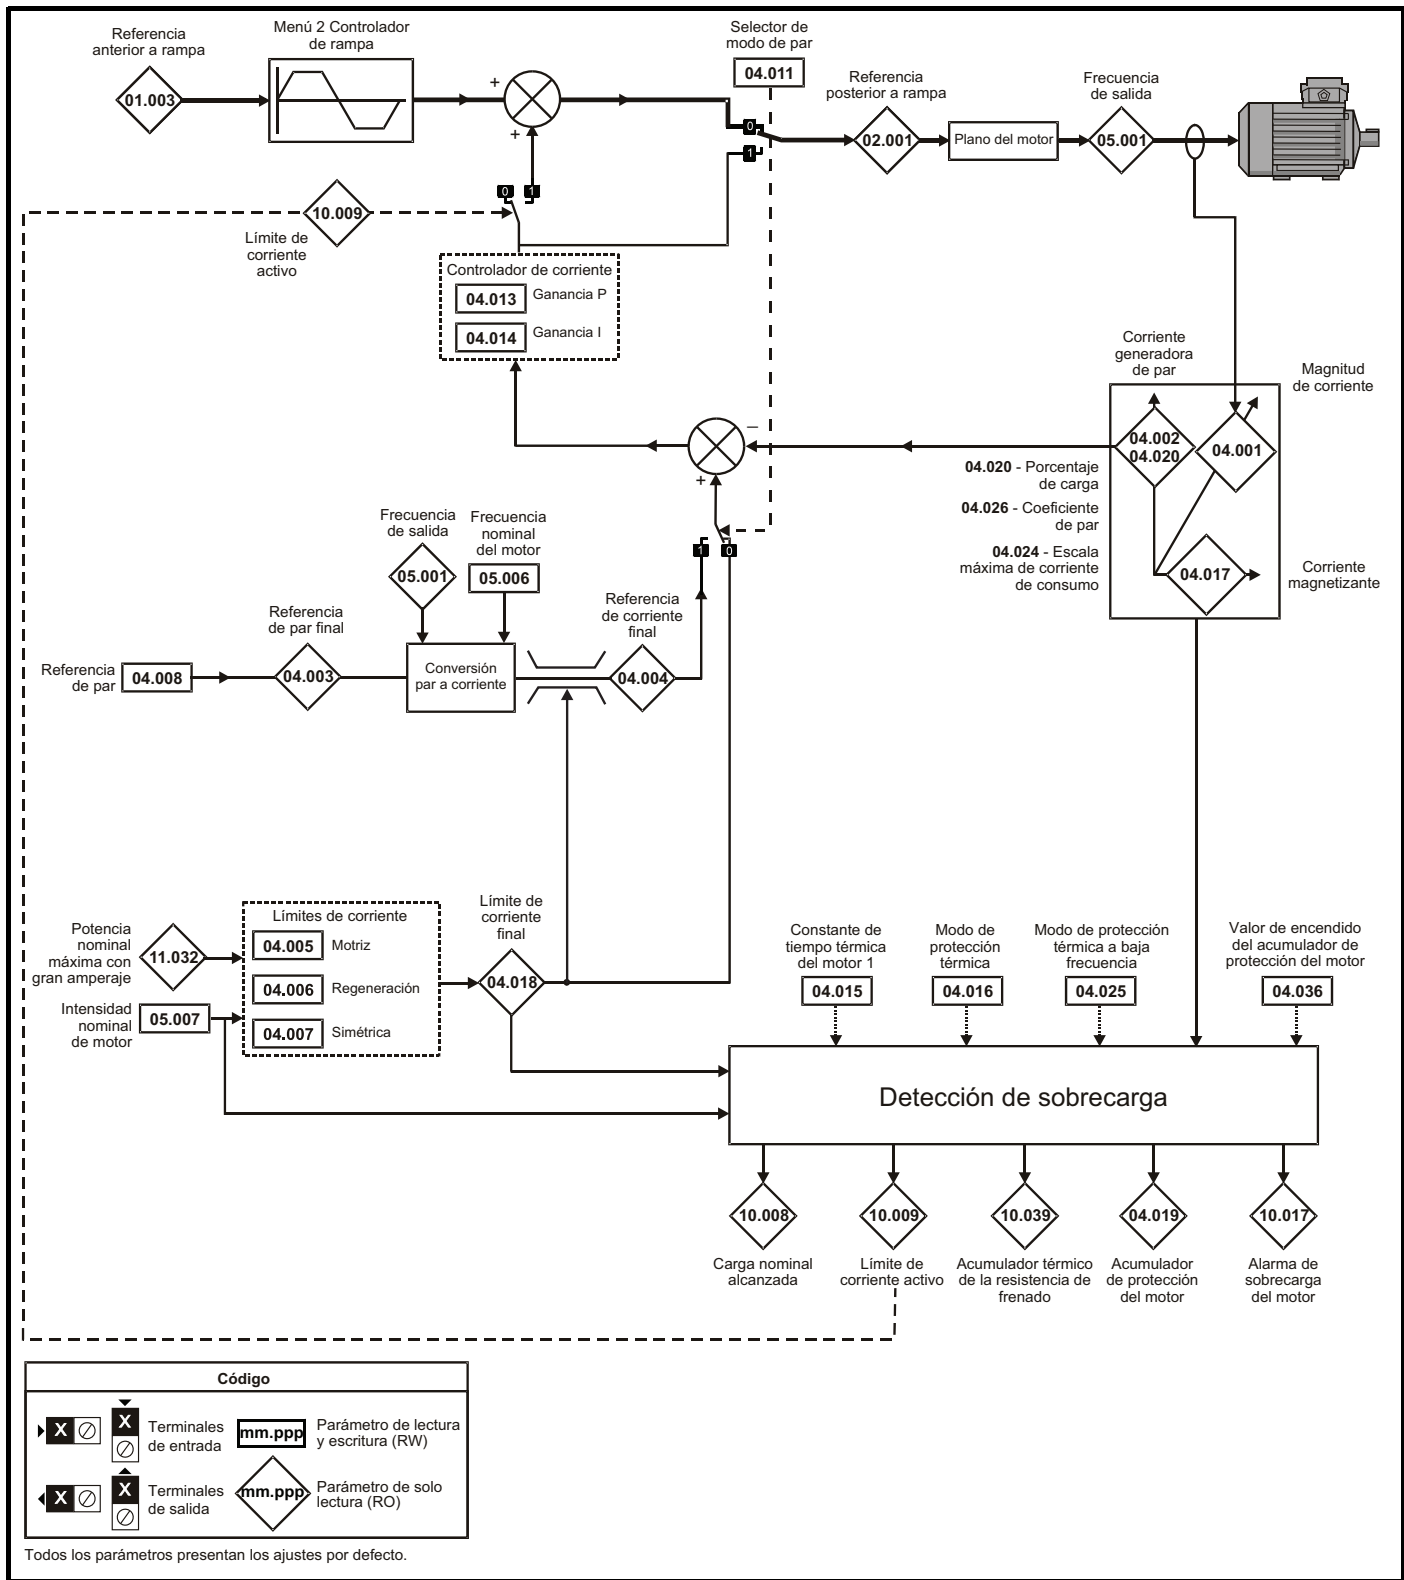 Referencia
anterior a rampa
01.003
Menú 2 Controlador
de rampa
+
+
Selector de
modo de par
04.011
0
1
Referencia
posterior a rampa
02.001
Plano del motor
Frecuencia
de salida
05.001
0
1
10.009
Límite de
corriente
activo
Controlador de corriente
04.013
Ganancia P
04.014
Ganancia I
Corriente
generadora
de par
Magnitud
de corriente
04.002
04.020
04.001
04.017
Corriente
magnetizante
–
+
04.020 - Porcentaje
de carga
04.026 - Coeficiente
de par
04.024 - Escala
máxima de corriente
de consumo
1
0
Frecuencia
de salida
05.001
Frecuencia
nominal
del motor
05.006
Referencia
de par
04.008
Referencia
de par final
04.003
Conversión
par a corriente
Referencia
de corriente
final
04.004
Potencia
nominal
máxima con
gran amperaje
11.032
Intensidad
nominal
de motor
05.007
Límites de corriente
04.005
Motriz
04.006
Regeneración
04.007
Simétrica
Límite de
corriente
final
04.018
Constante de
tiempo térmica
del motor 1
04.015
Modo de
protección
térmica
04.016
Modo de protección
térmica a baja
frecuencia
04.025
Valor de encendido
del acumulador de
protección del motor
04.036
Detección de sobrecarga
10.008
Carga nominal
alcanzada
10.009
Límite de
corriente activo
10.039
Acumulador térmico
de la resistencia de
frenado
04.019
Acumulador
de protección
del motor
10.017
Alarma de
sobrecarga
del motor
Código
X
X
Terminales
de entrada
mm.ppp
Parámetro de lectura
y escritura (RW)
X
X
Terminales
de salida
mm.ppp
Parámetro de solo
lectura (RO)
Todos los parámetros presentan los ajustes por defecto.